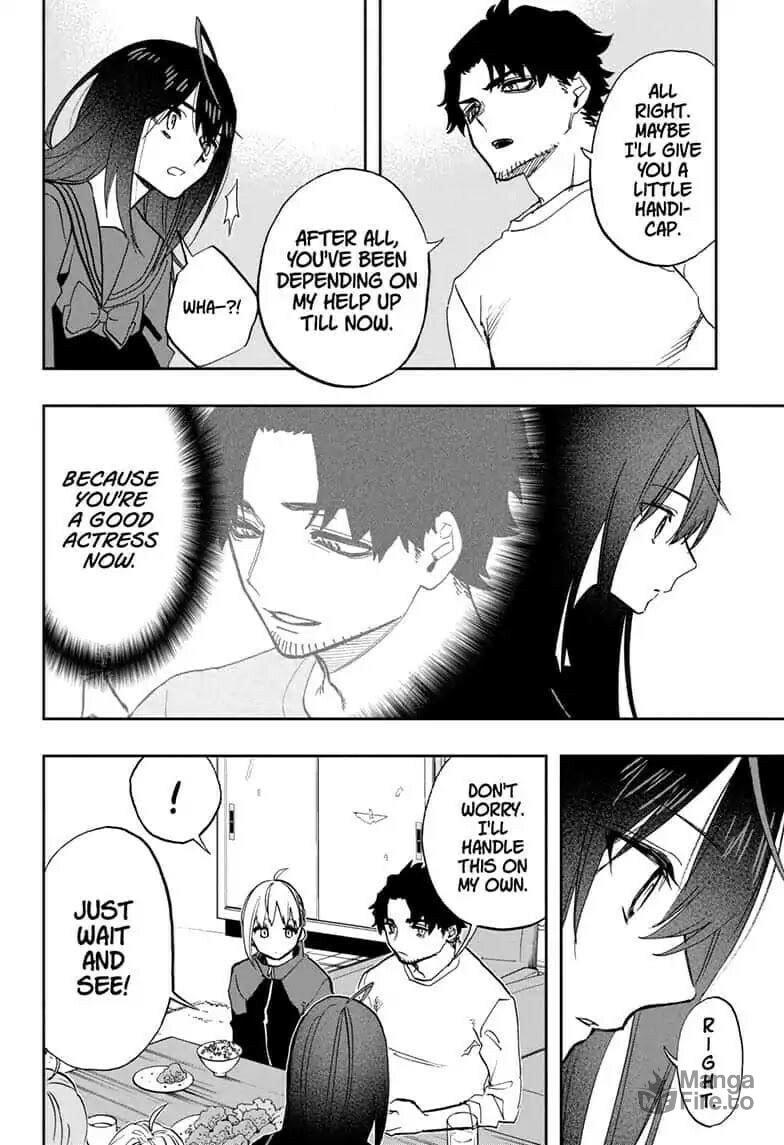 ALL
RIGHT.
MAYBE
I'LL GIVE
YOU A
LITTLE
HANDI-
CAP.
AFTER ALL,
YOU'VE BEEN
DEPENDING ON
MY HELP UP
TILL NOW.
WHA-?!
BECAUSE
YOU'RE
A GOOD
ACTRESS
NOW.
RIGHT.
DON'T
WORRY.
I'LL
HANDLE
THIS ON
MY OWN.
!
JUST
WAIT
AND
SEE!
Manga
Fire.to